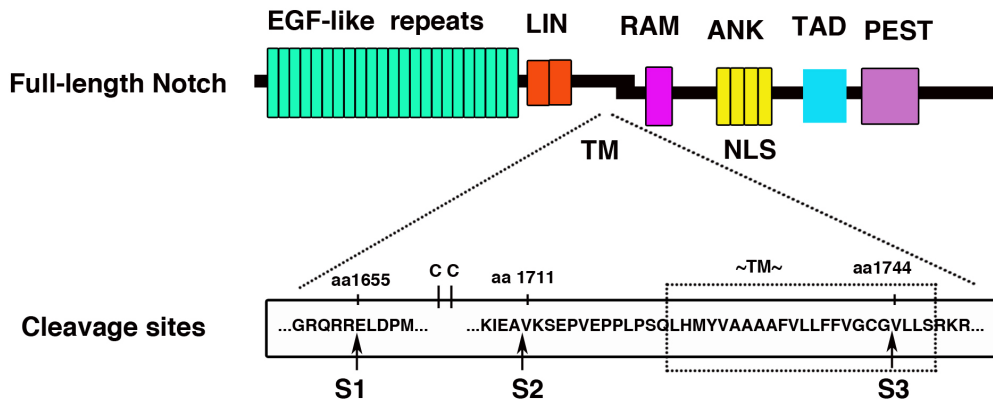 EGF-like repeats
LIN
RAM
ANK
TAD
PEST
Full-length Notch
TM
NLS
aa1655
C C
aa 1711
~TM~
aa1744
Cleavage sites
...GRQRRELDPM... ...KIEAVKSEPVEPPLPSQLHMYVAAAAFVLLFFVGCGVLLSRKR...
S1
S2
S3